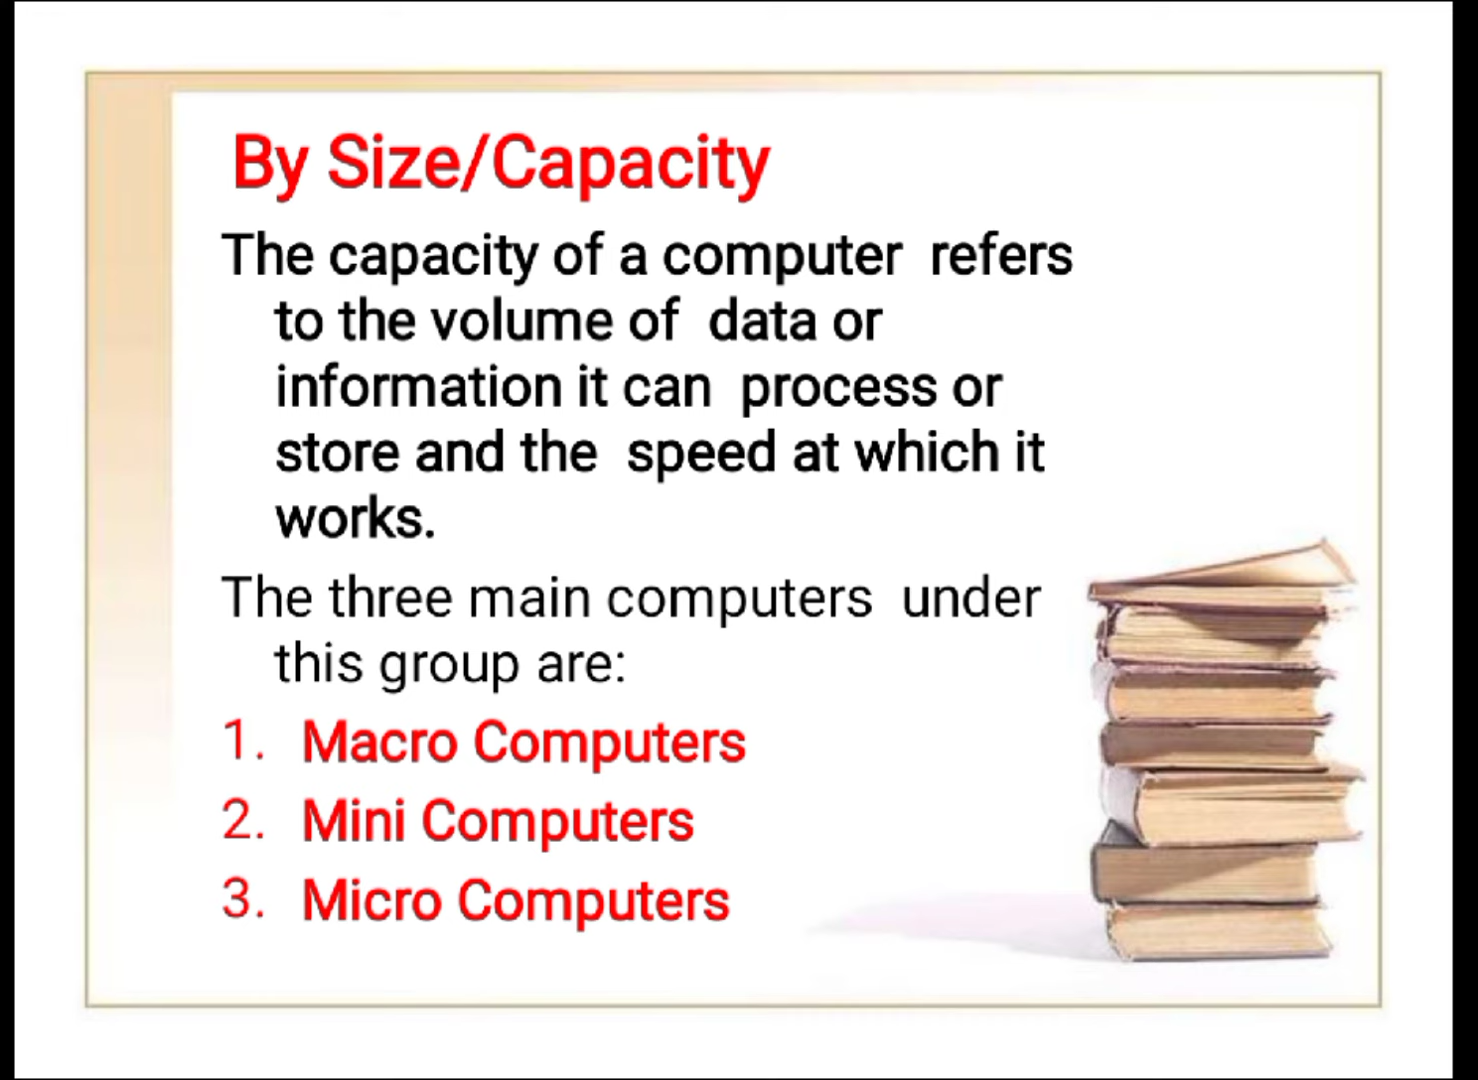 By Size/Capacity
The capacity of a computer refers
to the volume of data or
information it can process or
store and the speed at which it
works.
The three main computers under
this group are:
1. Macro Computers
2. Mini Computers
3. Micro Computers